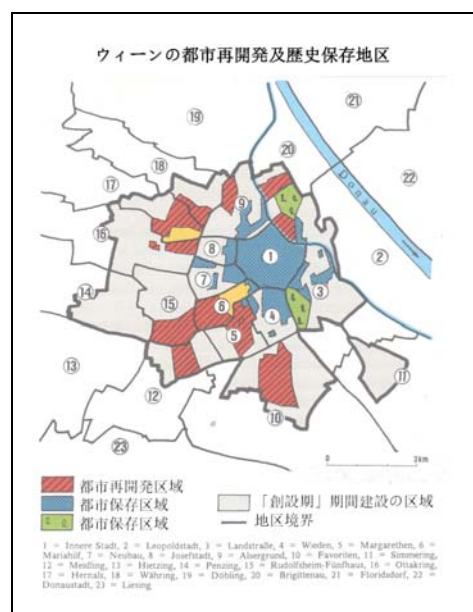 ウィーンの都市再開発及歴史保存地区
⑲
㉑
⑳
⑱
㉒
⑰
⑨
Donau
⑯
⑧
①
②
⑦
③
⑭
⑮
⑥
④
⑤
⑬
⑫
⑪
⑩
㉓
0 2km
都市再開発区域
都市保存区域
都市保存区域
「創設期」期間建設の区域
地区境界
1 = Innere Stadt, 2 = Leopoldstadt, 3 = Landstraße, 4 = Wieden, 5 = Margarethen, 6 =
Mariahilf, 7 = Neubau, 8 = Josefstadt, 9 = Alsergrund, 10 = Favoriten, 11 = Simmering,
12 = Meidling, 13 = Hietzing, 14 = Penzing, 15 = Rudolfsheim-Fünfhaus, 16 = Ottakring,
17 = Hernals, 18 = Währing, 19 = Döbling, 20 = Brigittenau, 21 = Floridsdorf, 22 =
Donaustadt, 23 = Liesing